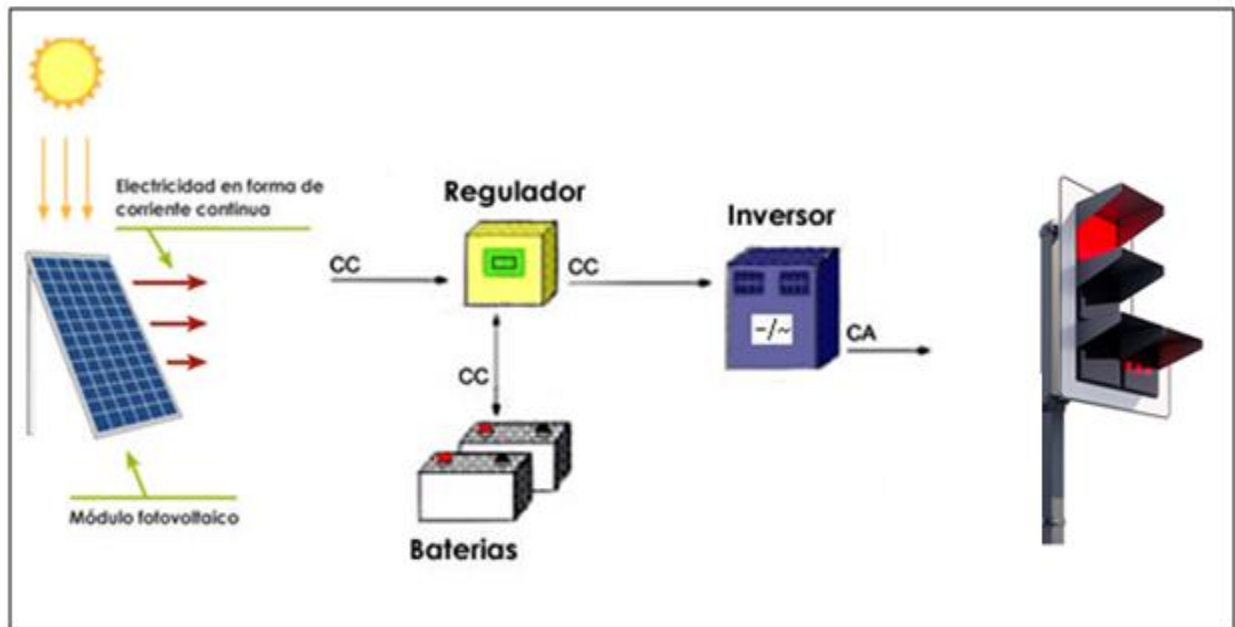 Electricidad en forma de
corriente continua
Regulador
Inversor
CC
CC
-/~
CA
CC
Módulo fotovoltaico
Baterias